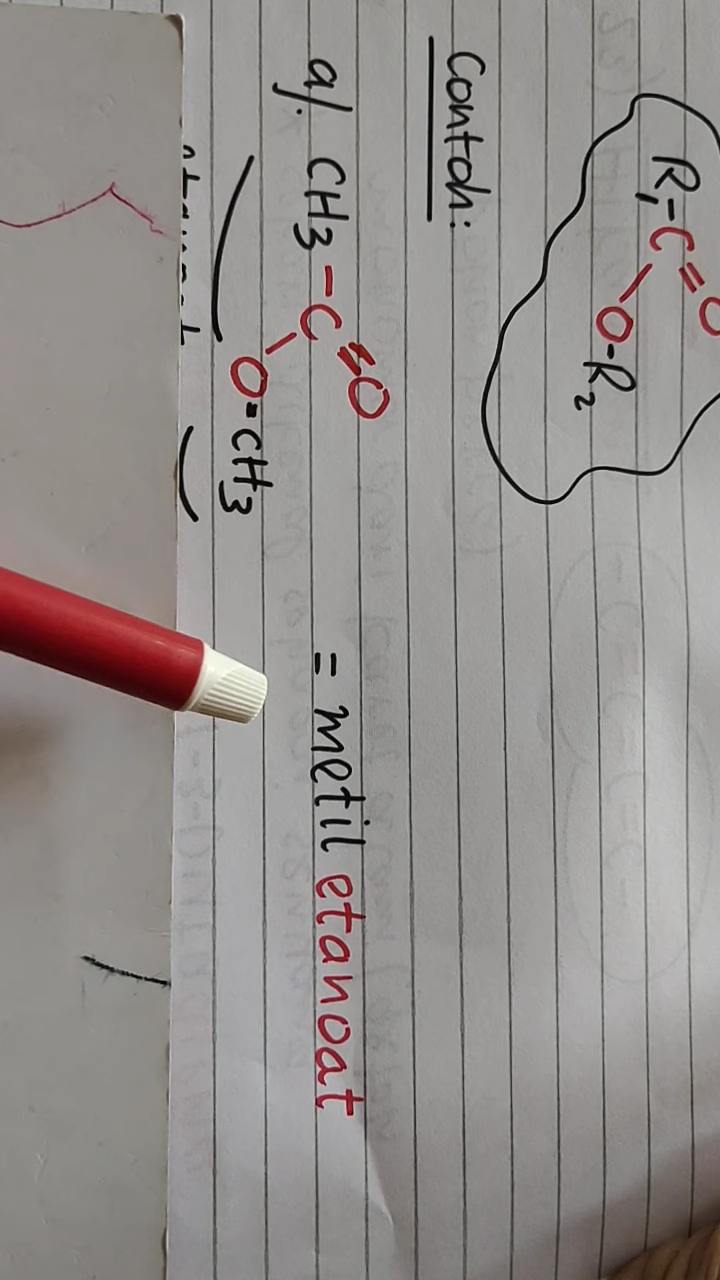 R₁-C=O
O-R₂
Contoh:
a/. CH3-C=O
O-CH3
= metil etanoat